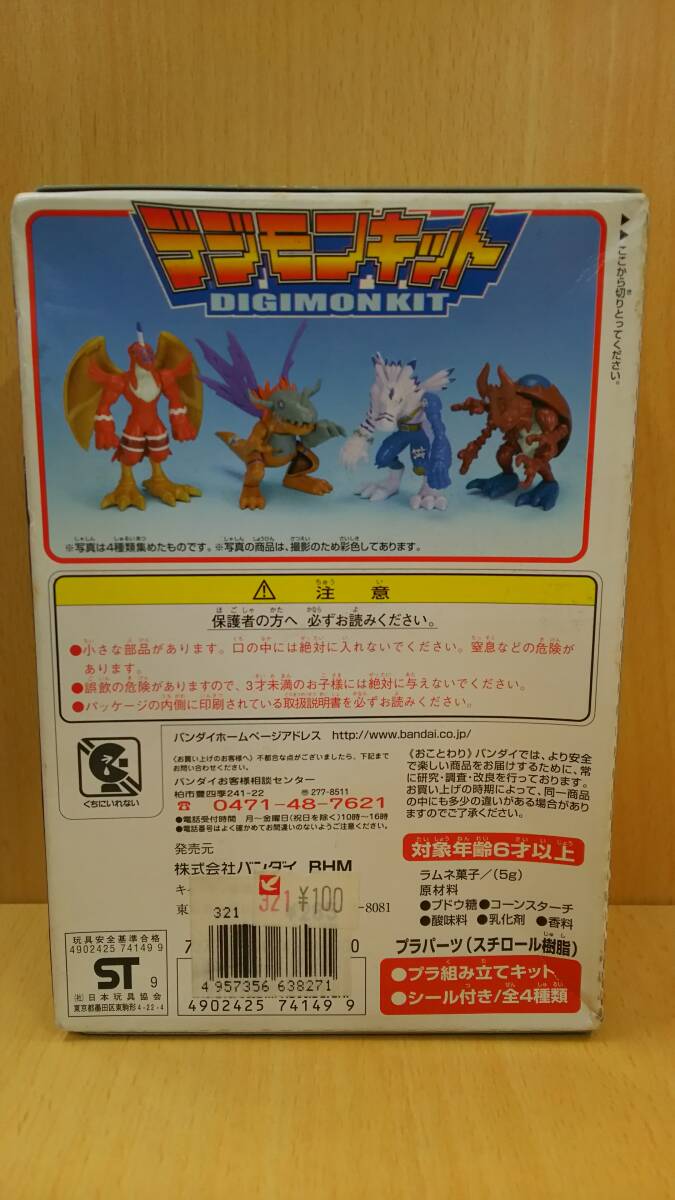 デジモンキット
DIGIMON KIT
▶▶ここから切りとってください。
※写真は4種類集めたものです。※写真の商品は、撮影のため彩色してあります。
注意
保護者の方へ 必ずお読みください。
●小さな部品があります。口の中には絶対に入れないでください。窒息などの危険が
あります。
●誤飲の危険がありますので、3才未満のお子様には絶対に与えないでください。
●パッケージの内側に印刷されている取扱説明書を必ずお読みください。
くちにいれない
バンダイホームページアドレス http://www.bandai.co.jp/
〈お買い上げのお客様へ〉不都合な点がございましたら、下記まで
お問い合わせください。
バンダイお客様相談センター
柏市豊四季241-22 〒277-8511
☎ 0471-48-7621
●電話受付時間 月〜金曜日(祝日を除く)10時〜16時
●電話番号はよく確かめてお間違いのないようご注意ください。
《おことわり》バンダイでは、より安全
で楽しい商品をお届けするために、常
に研究・調査・改良を行っております。
お買い上げの時期によって、同一商品
の中にも多少の違いがある場合があり
ますのでご了承ください。
発売元
株式会社バンダイ BHM
キ
東
-8081
対象年齢6才以上
ラムネ菓子/(5g)
原材料
●ブドウ糖●コーンスターチ
●酸味料●乳化剤●香料
プラパーツ(スチロール樹脂)
●プラ組み立てキット
●シール付き/全4種類
321 ¥100
321
4 957356 638271
7
0
4902425 74149 9
玩具安全基準合格
4902425 74149 9
ST 9
(社)日本玩具協会
東京都墨田区東駒形4-22-4